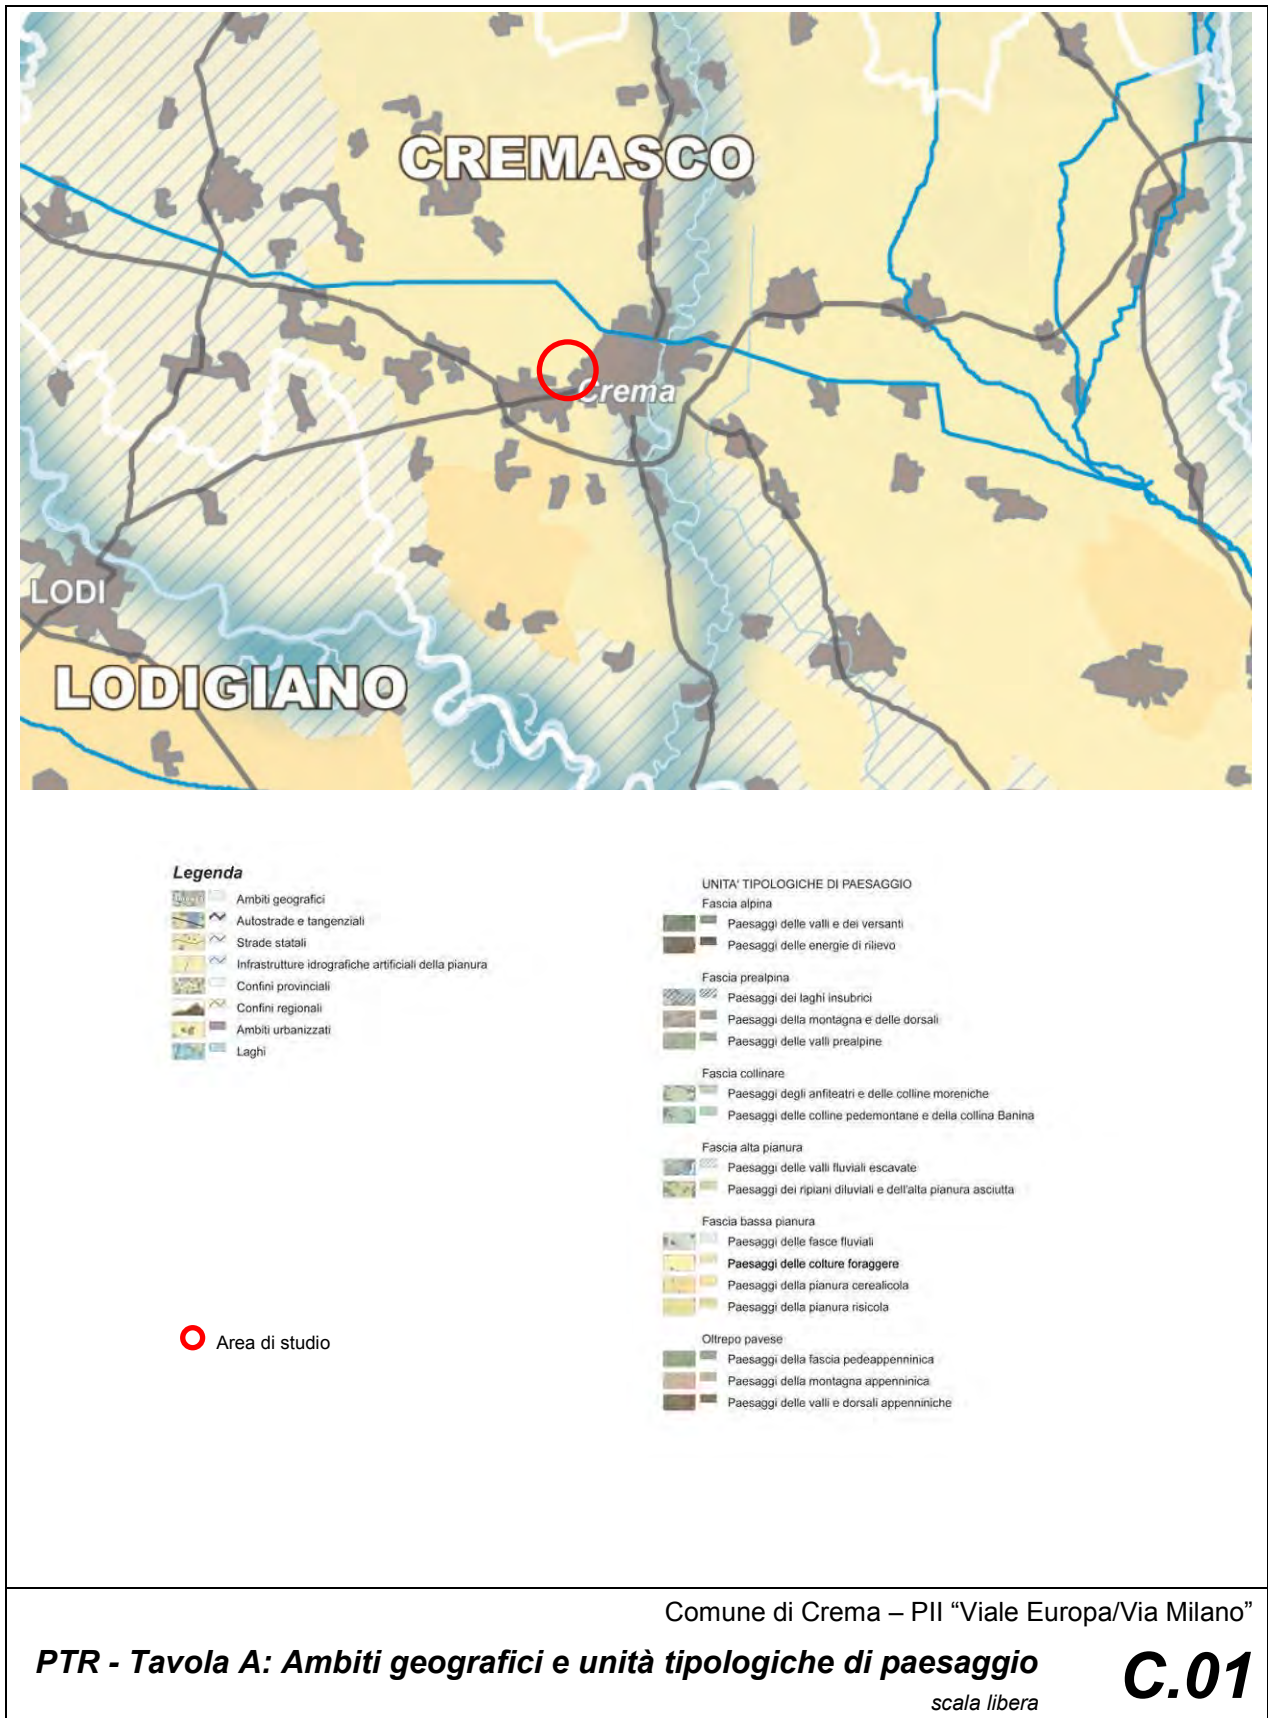 CREMASCO
Crema
LODI
LODIGIANO
Legenda
Ambiti geografici
Autostrade e tangenziali
Strade statali
Infrastrutture idrografiche artificiali della pianura
Confini provinciali
Confini regionali
Ambiti urbanizzati
Laghi
Area di studio
UNITA' TIPOLOGICHE DI PAESAGGIO
Fascia alpina
Paesaggi delle valli e dei versanti
Paesaggi delle energie di rilievo
Fascia prealpina
Paesaggi dei laghi insubrici
Paesaggi della montagna e delle dorsali
Paesaggi delle valli prealpine
Fascia collinare
Paesaggi degli anfiteatri e delle colline moreniche
Paesaggi delle colline pedemontane e della collina Banina
Fascia alta pianura
Paesaggi delle valli fluviali escavate
Paesaggi dei ripiani diluviali e dell'alta pianura asciutta
Fascia bassa pianura
Paesaggi delle fasce fluviali
Paesaggi delle colture foraggere
Paesaggi della pianura cerealicola
Paesaggi della pianura risicola
Oltrepo pavese
Paesaggi della fascia pedeappenninica
Paesaggi della montagna appenninica
Paesaggi delle valli e dorsali appenniniche
Comune di Crema – PII “Viale Europa/Via Milano”
PTR - Tavola A: Ambiti geografici e unità tipologiche di paesaggio
scala libera
C.01